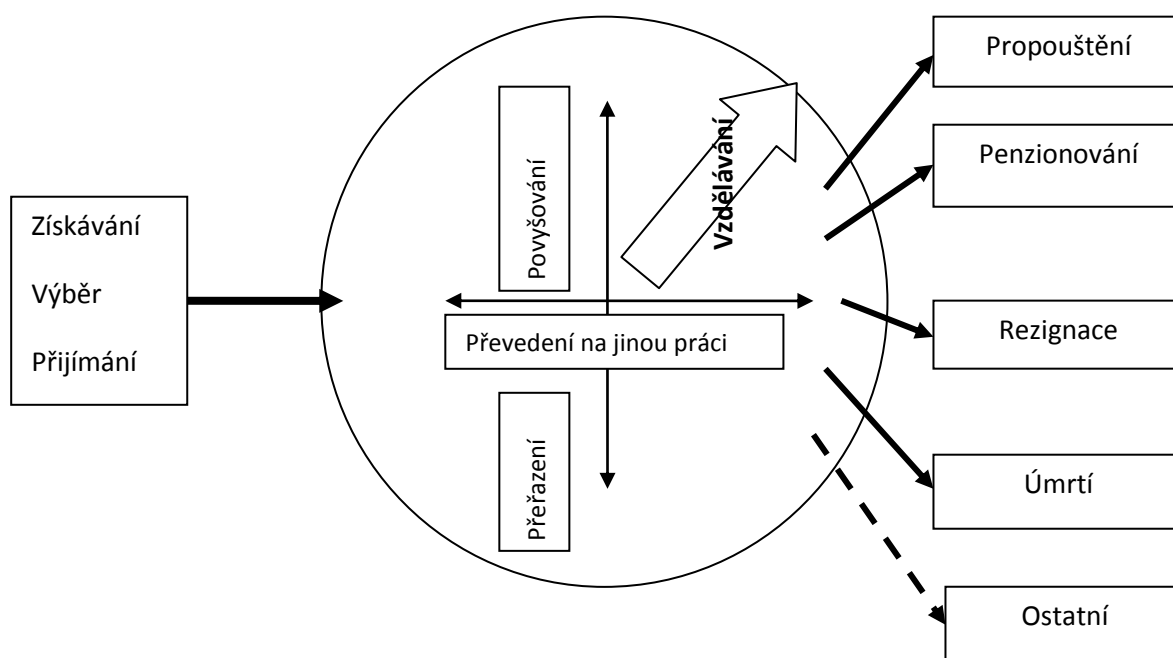 Získávání
Výběr
Přijímání
Povyšování
Vzdělávání
Převedení na jinou práci
Přeřazení
Propouštění
Penzionování
Rezignace
Úmrtí
Ostatní